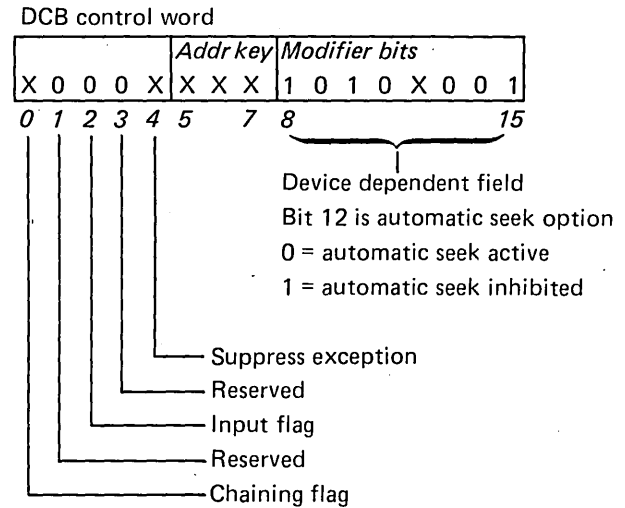 DCB control word
Addr key Modifier bits
X 0 0 0 X X X X 1 0 1 0 X 0 0 1
0 1 2 3 4 5 7 8 15
Device dependent field
Bit 12 is automatic seek option
0 = automatic seek active
1 = automatic seek inhibited
Suppress exception
Reserved
Input flag
Reserved
Chaining flag